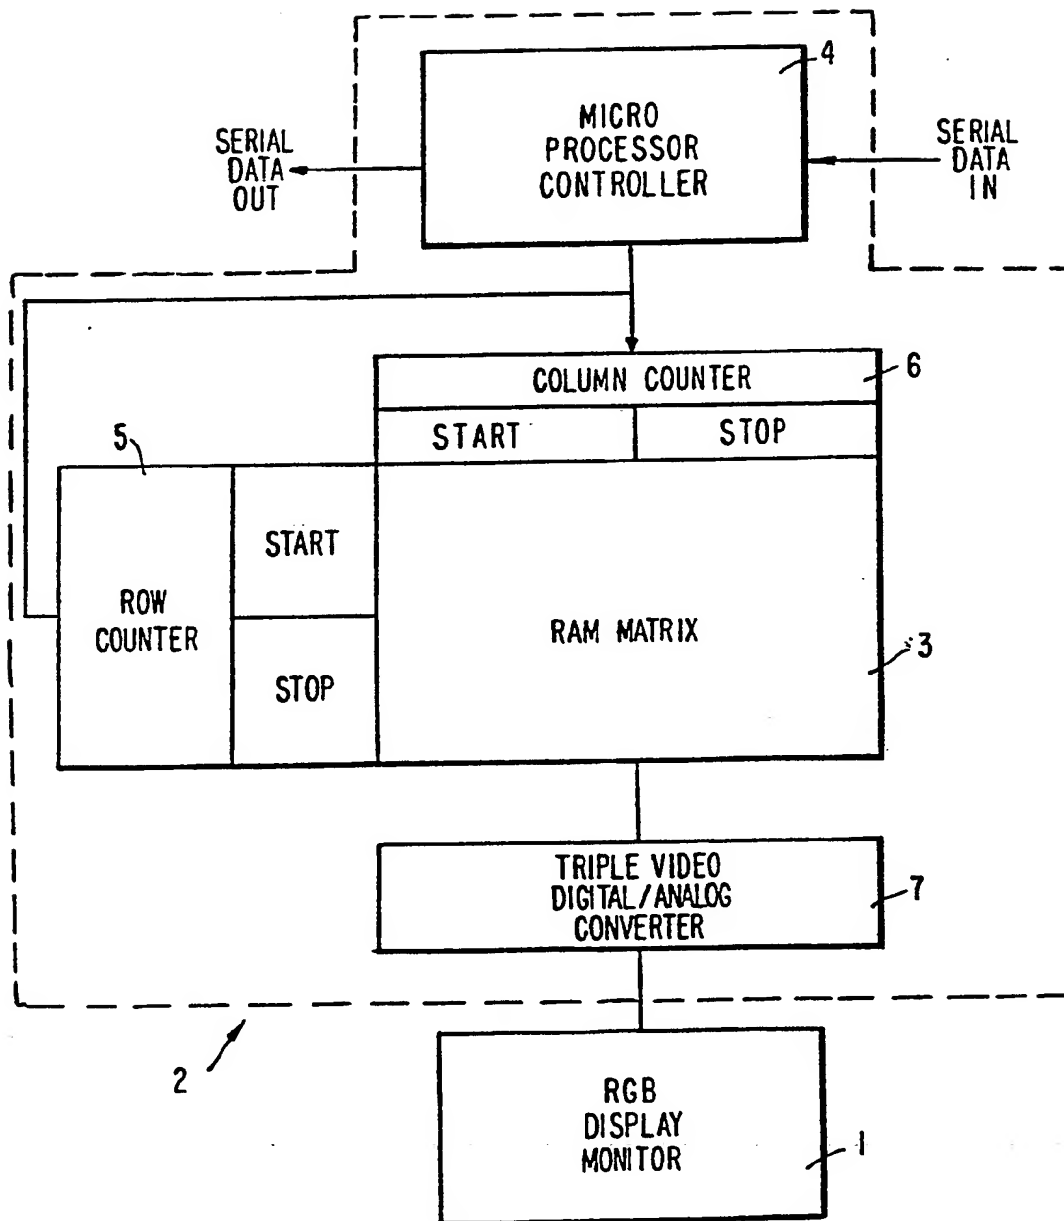 4
MICRO
PROCESSOR
CONTROLLER
SERIAL
DATA
OUT
SERIAL
DATA
IN
COLUMN COUNTER
6
START
STOP
5
ROW
COUNTER
START
STOP
RAM MATRIX
3
TRIPLE VIDEO
DIGITAL/ANALOG
CONVERTER
7
2
RGB
DISPLAY
MONITOR
1